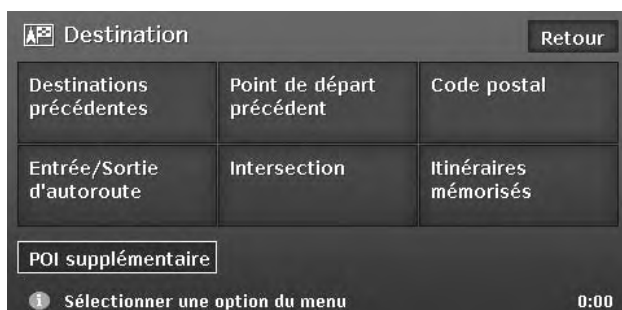 Destination
Retour
Destinations
précédentes
Point de départ
précédent
Code postal
Entrée/Sortie
d'autoroute
Intersection
Itinéraires
mémorisés
POI supplémentaire
Sélectionner une option du menu
0:00